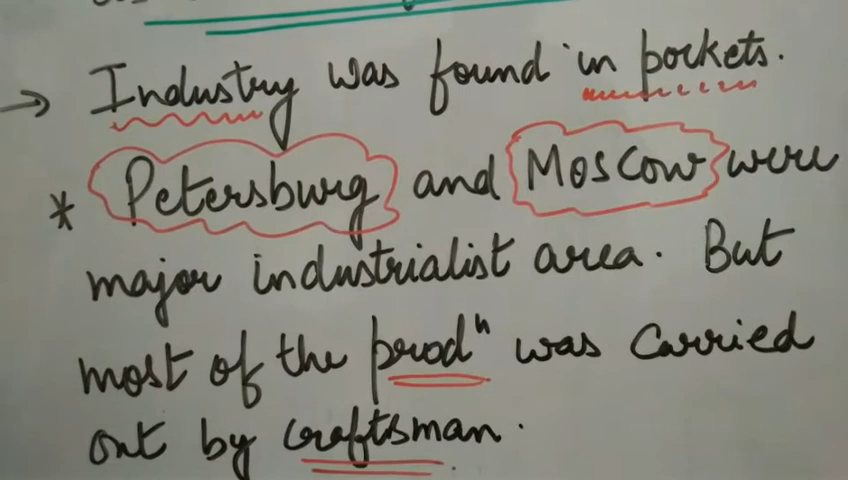 → Industry was found in pockets.
* Petersburg and Moscow were
major industrialist area. But
most of the prodⁿ was carried
out by craftsman.